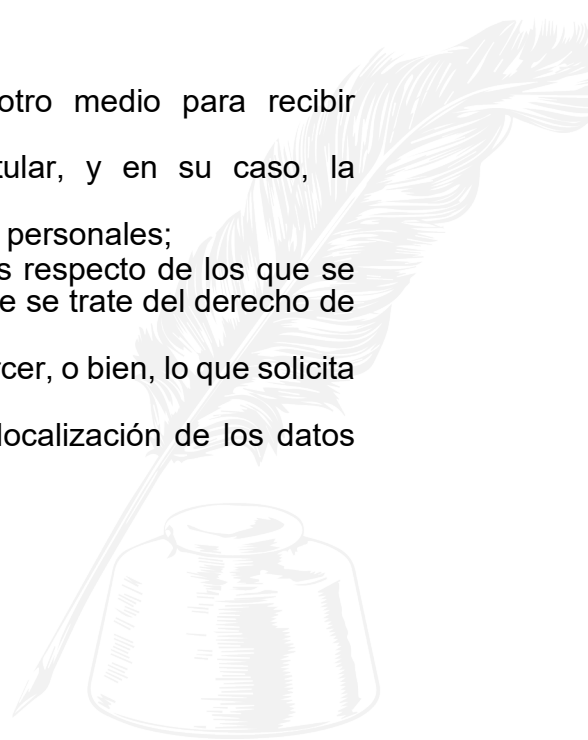 otro medio para recibir
tular, y en su caso, la
personales;
s respecto de los que se
e se trate del derecho de
cer, o bien, lo que solicita
localización de los datos